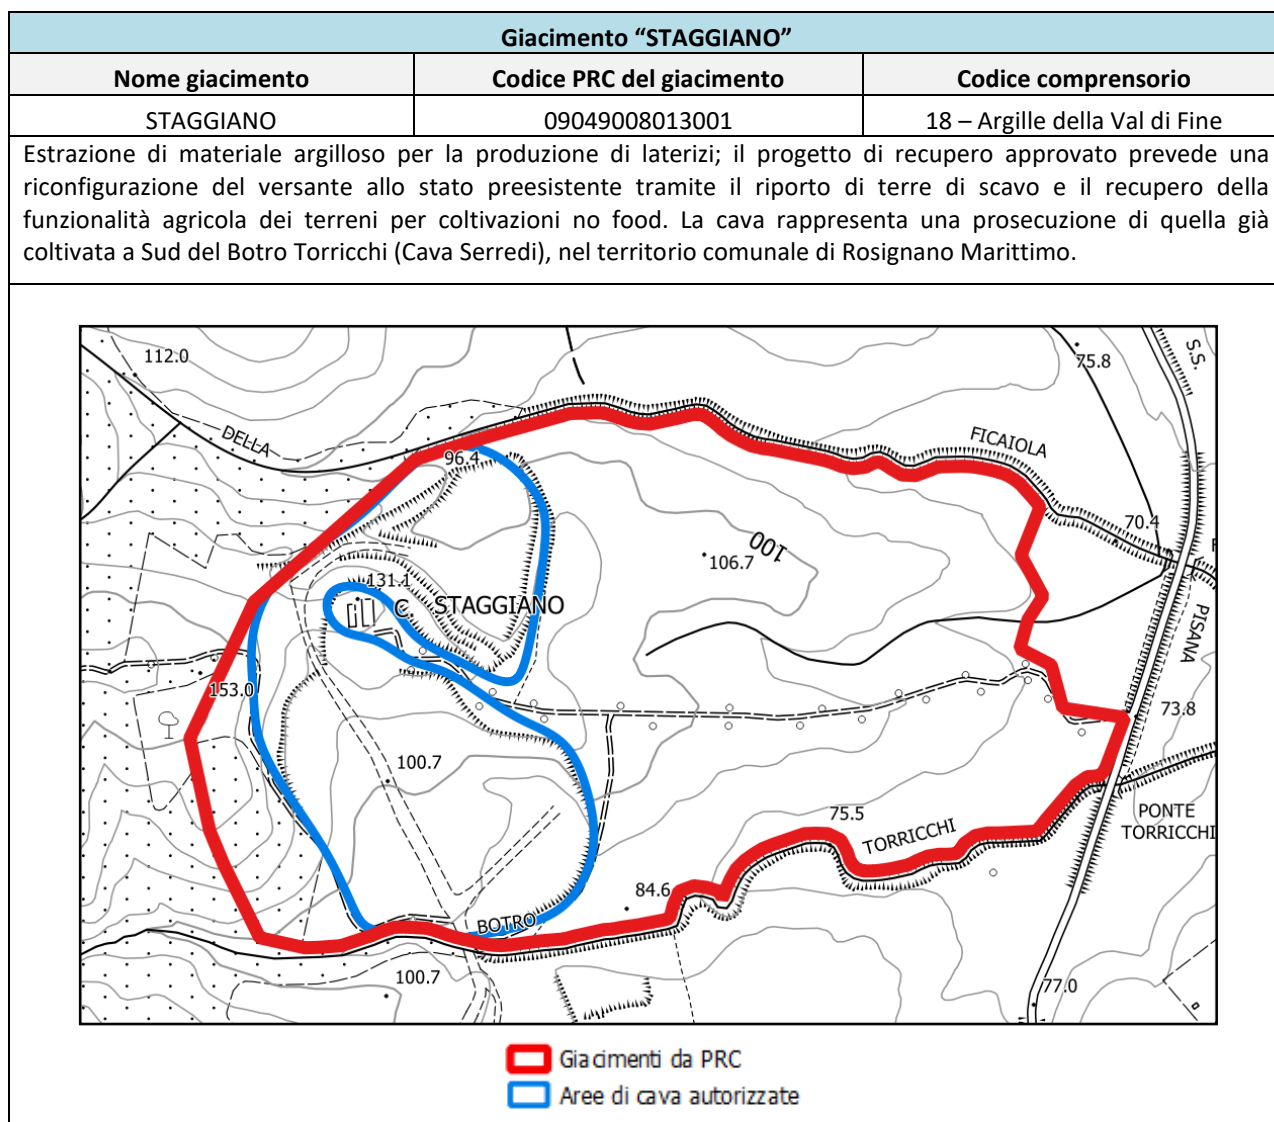 Giacimento “STAGGIANO”
Nome giacimento
Codice PRC del giacimento
Codice comprensorio
STAGGIANO
09049008013001
18 – Argille della Val di Fine
Estrazione di materiale argilloso per la produzione di laterizi; il progetto di recupero approvato prevede una
riconfigurazione del versante allo stato preesistente tramite il riporto di terre di scavo e il recupero della
funzionalità agricola dei terreni per coltivazioni no food. La cava rappresenta una prosecuzione di quella già
coltivata a Sud del Botro Torricchi (Cava Serredi), nel territorio comunale di Rosignano Marittimo.
112.0
75.8
S.S.
DELLA
FICAIOLA
96.4
70.4
100
106.7
131.1
C. STAGGIANO
PISANA
153.0
73.8
100.7
75.5
PONTE
TORRICCHI
TORRICCHI
84.6
BOTRO
100.7
77.0
Giacimenti da PRC
Aree di cava autorizzate